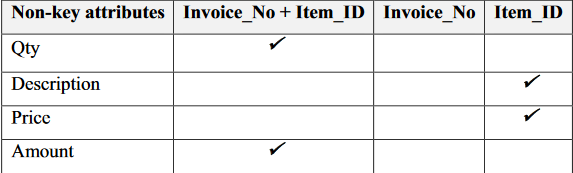 Non-key attributes Invoice_No + Item_ID Invoice_No Item_ID
Qty ✓
Description ✓
Price ✓
Amount ✓